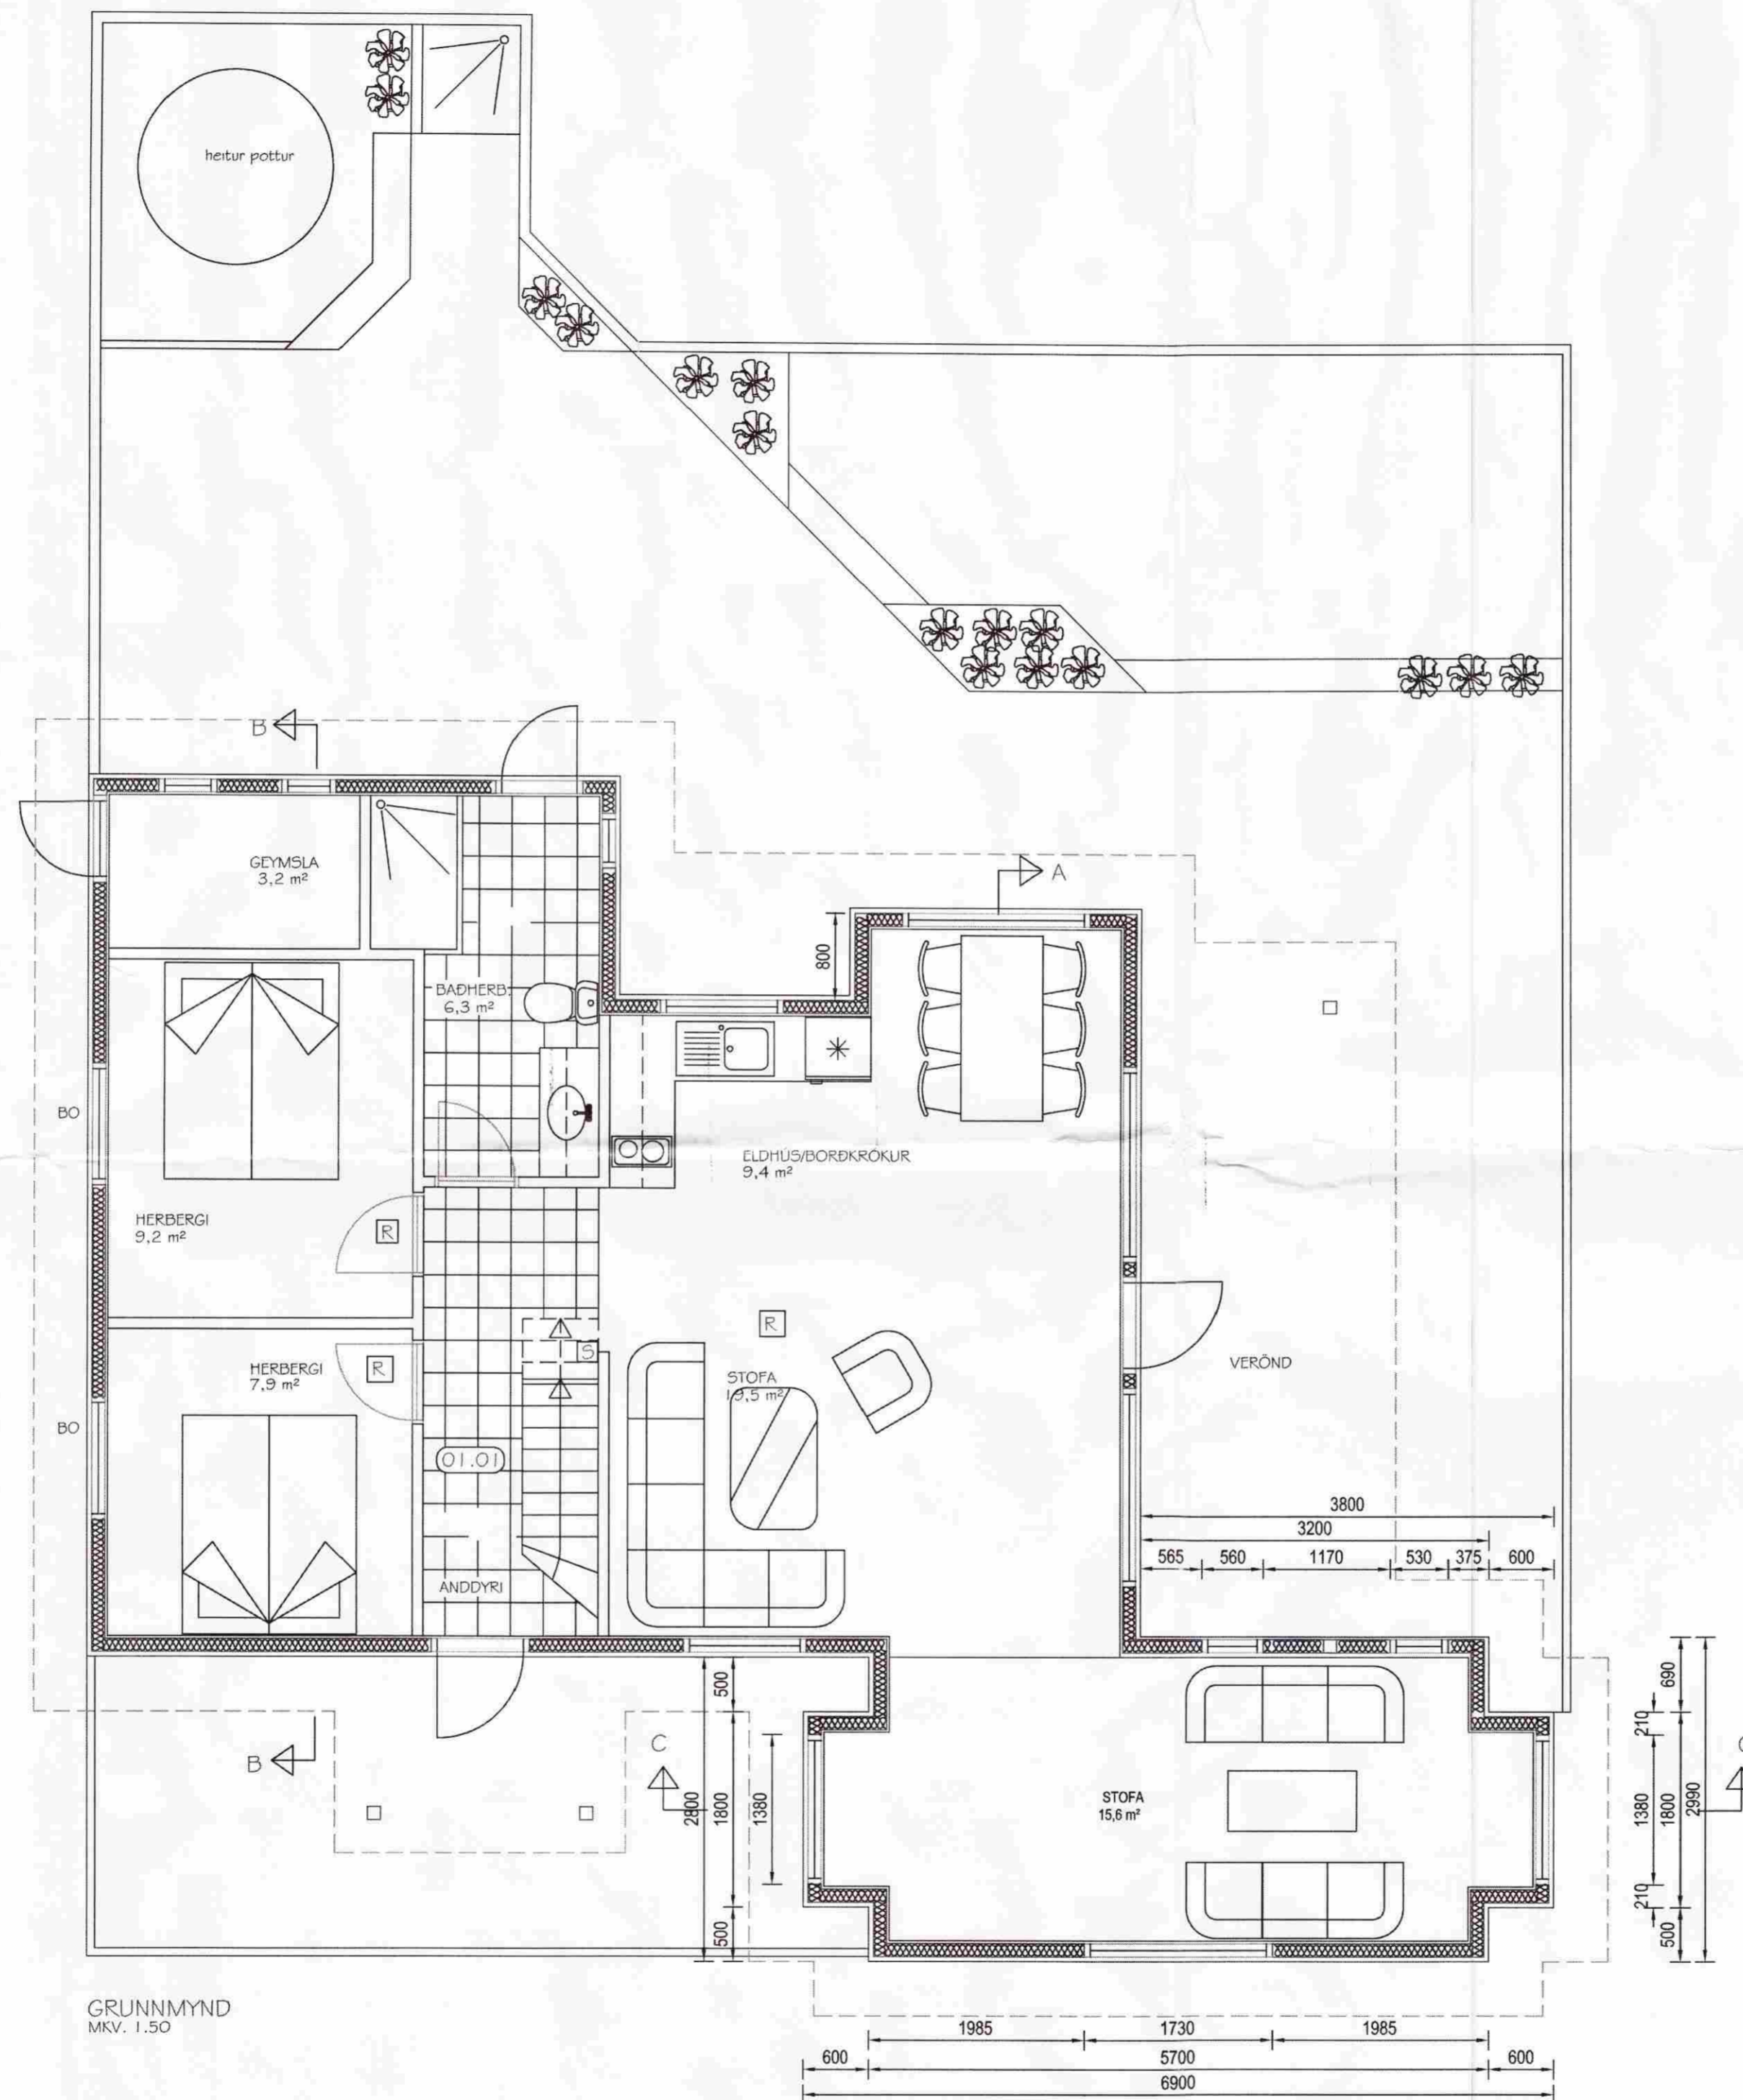 heitur pottur
B
GEYMSLA
3,2 m²
A
800
BAÐHERB.
6,3 m²
BO
ELDHÚS/BORÐKRÓKUR
9,4 m²
HERBERGI
9,2 m²
R
R
S
HERBERGI
7,9 m²
R
STOFA
19,5 m²
VERÖND
BO
01.01
3800
3200
565 560 1170 530 375 600
ANDDYRI
500
690
210
B
C
C
2800
1800
1380
STOFA
15,6 m²
1380
1800
2990
210
500
500
GRUNNMYND
MKV. 1.50
1985 1730 1985
600 5700 600
6900